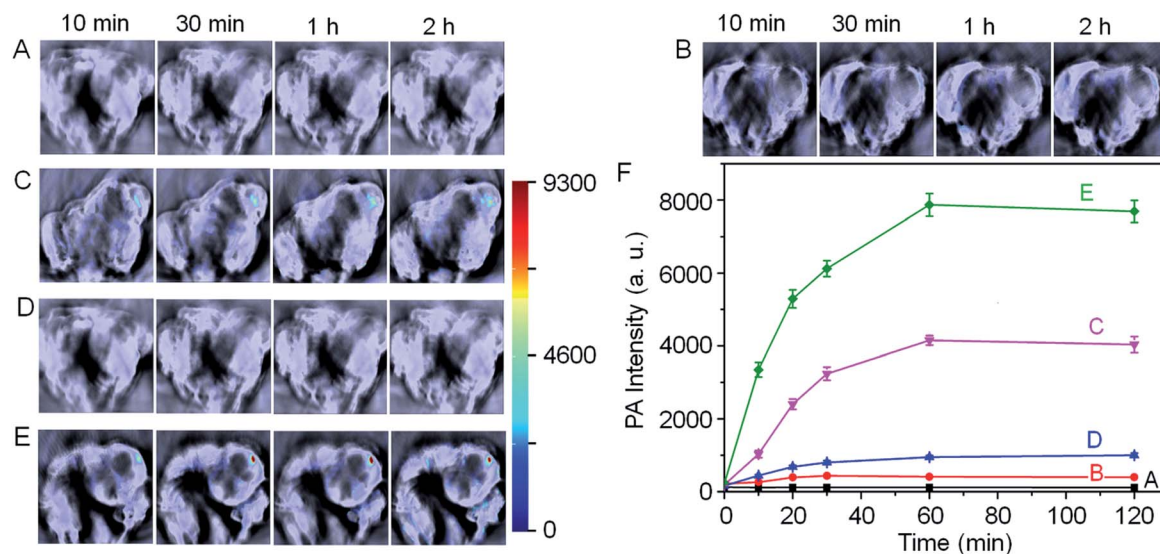 10 min 30 min 1 h 2 h
A
C
D
E
9300
4600
0
10 min 30 min 1 h 2 h
B
F
PA Intensity (a. u.)
8000
6000
4000
2000
0
E
C
D
B
A
0 20 40 60 80 100 120
Time (min)